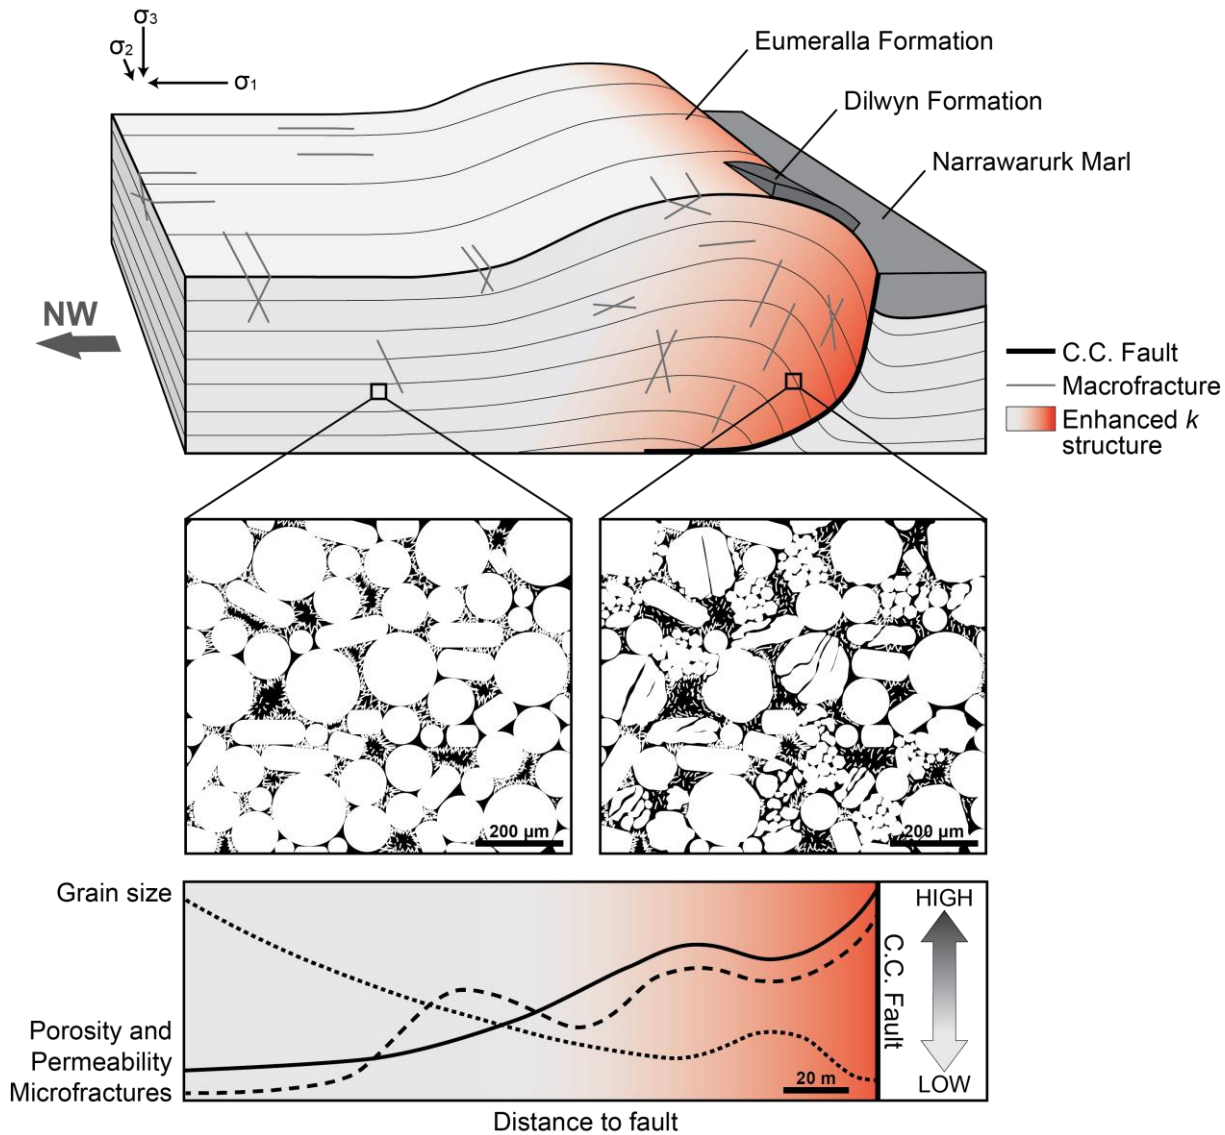 σ3
σ2
σ1
Eumeralla Formation
Dilwyn Formation
Narrawarurk Marl
NW
C.C. Fault
Macrofracture
Enhanced k
structure
200 µm
200 µm
Grain size
Porosity and
Permeability
Microfractures
20 m
C.C. Fault
HIGH
LOW
Distance to fault